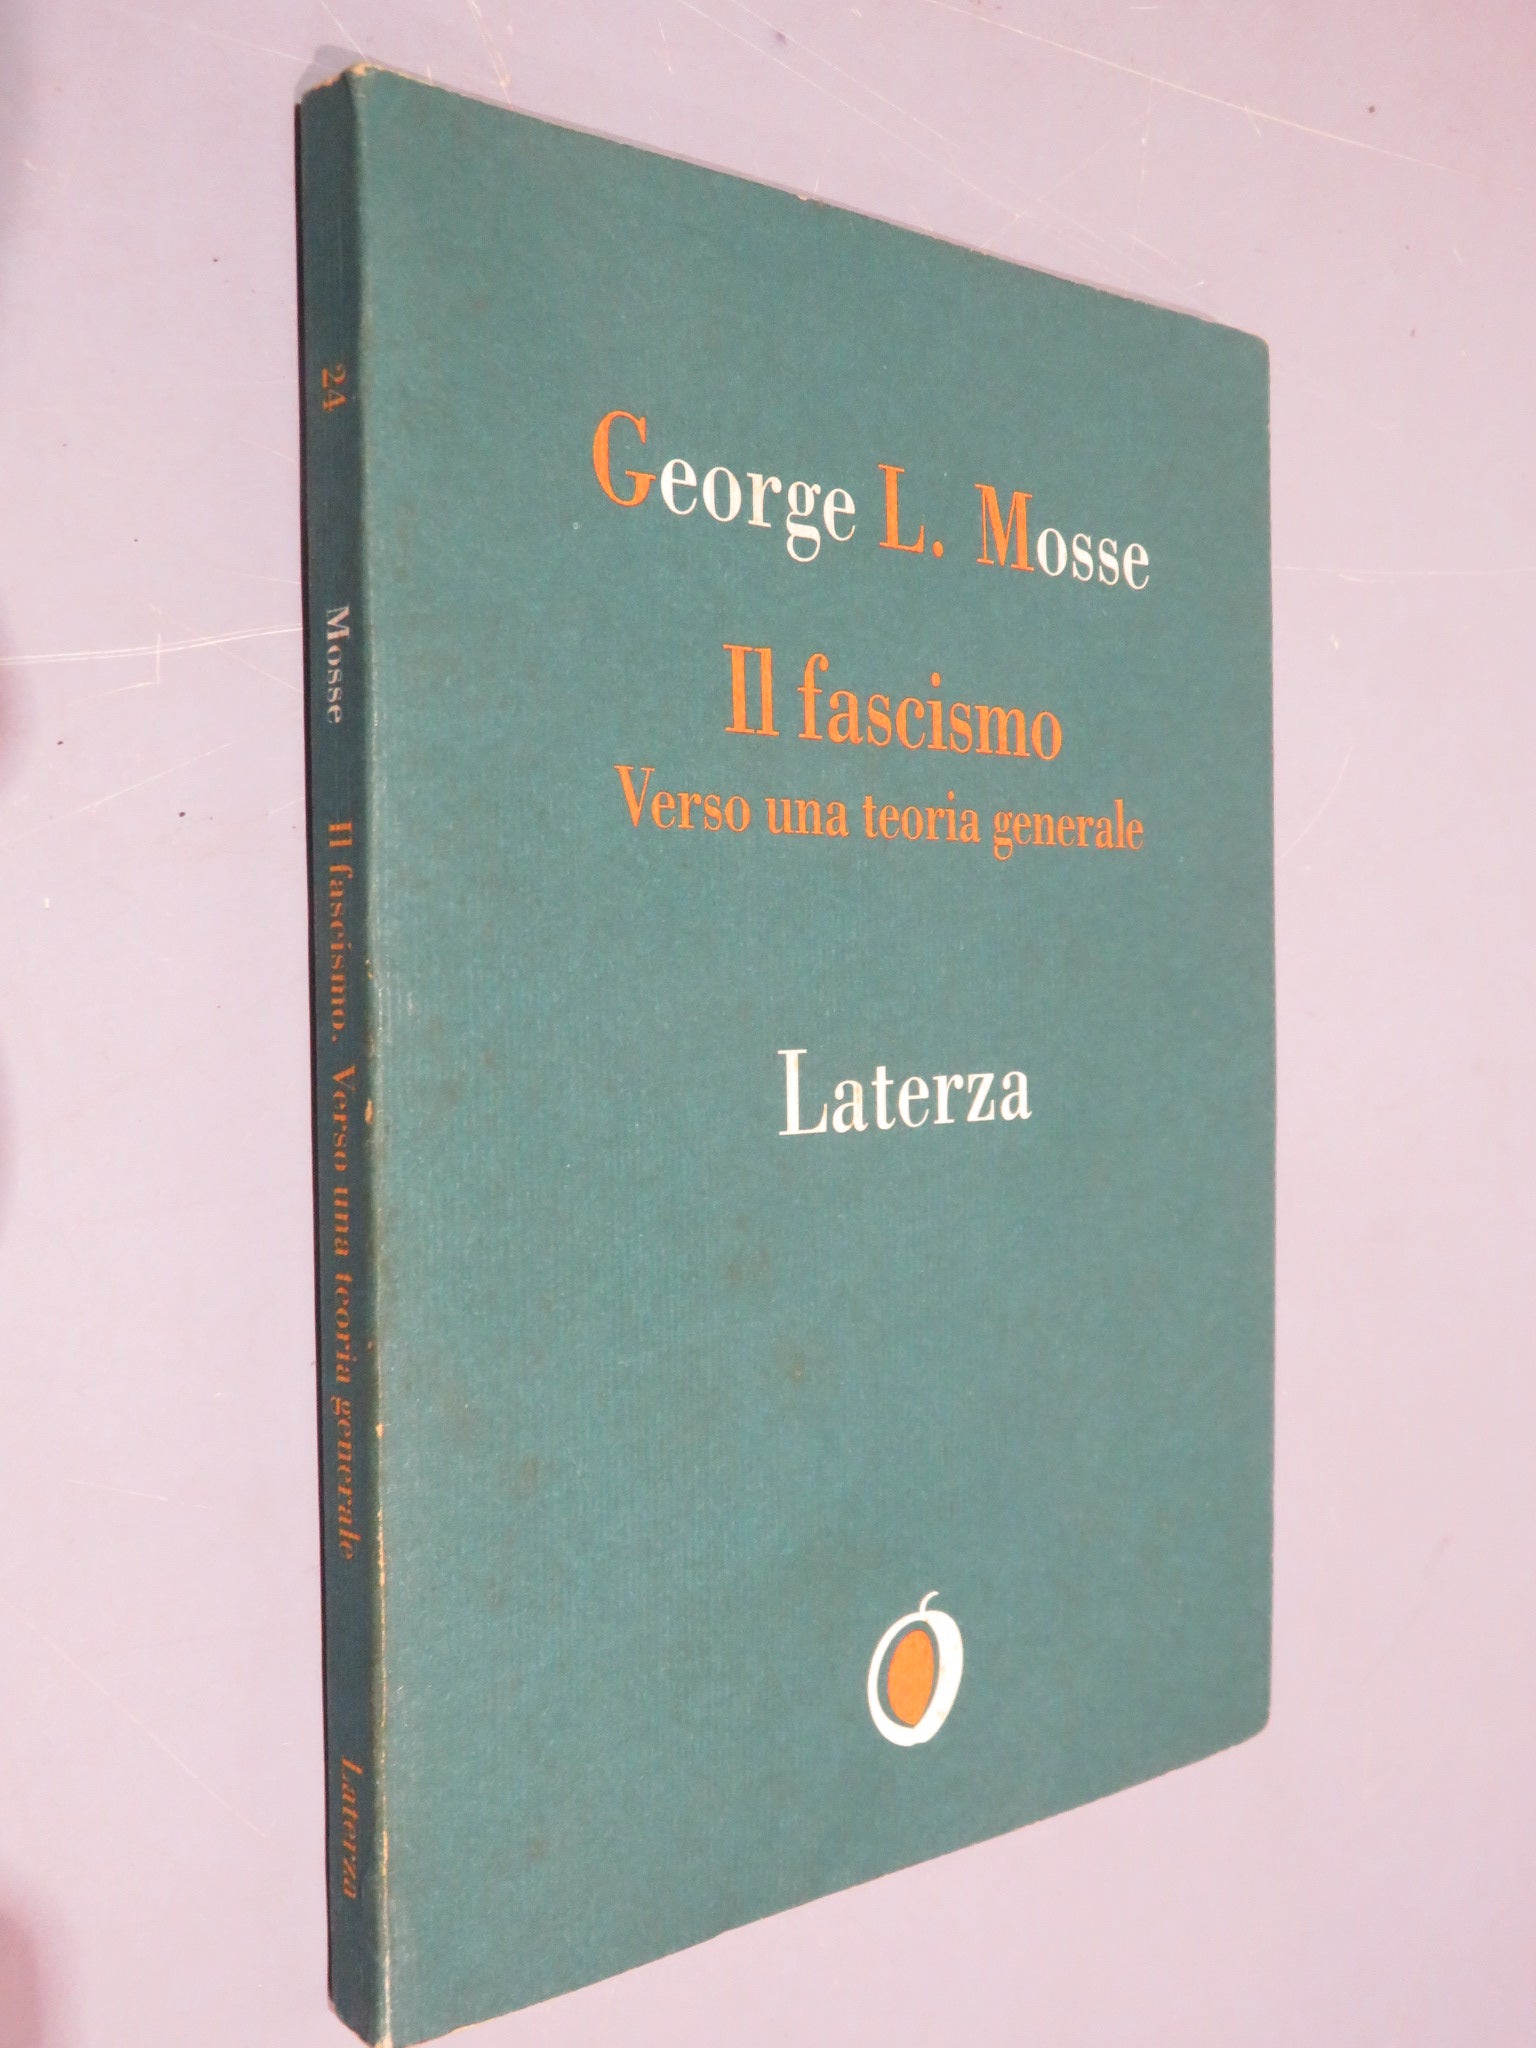 George L. Mosse
Il fascismo
Verso una teoria generale
Laterza
24 Mosse Il fascismo. Verso una teoria generale Laterza